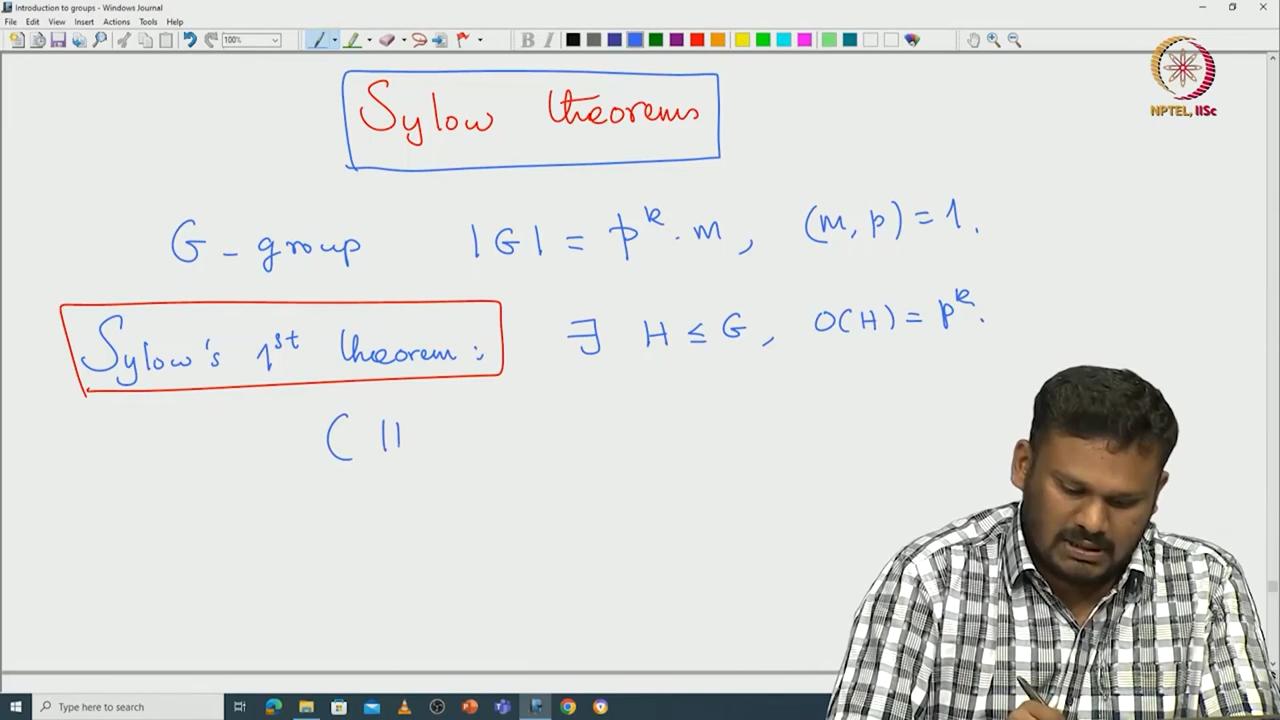 Introduction to groups - Windows Journal
File Edit View Insert Actions Tools Help
100%
B I
NPTEL, IISc
Sylow theorems
G - group |G| = p^k . m , (m, p) = 1 .
Sylow's 1st theorem : ∃ H ≤ G , O(H) = p^k .
( ||
Type here to search